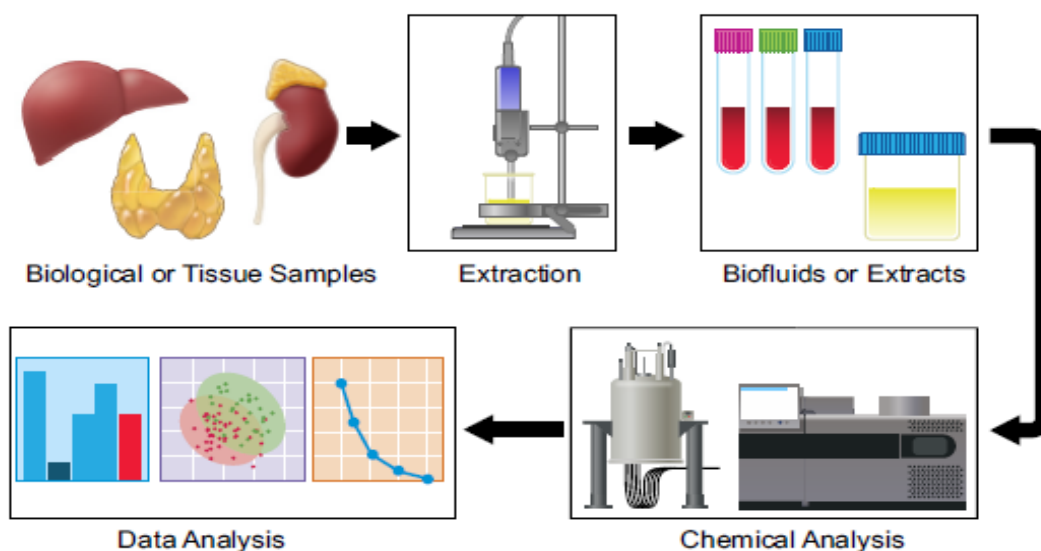 Biological or Tissue Samples
Extraction
Biofluids or Extracts
Data Analysis
Chemical Analysis